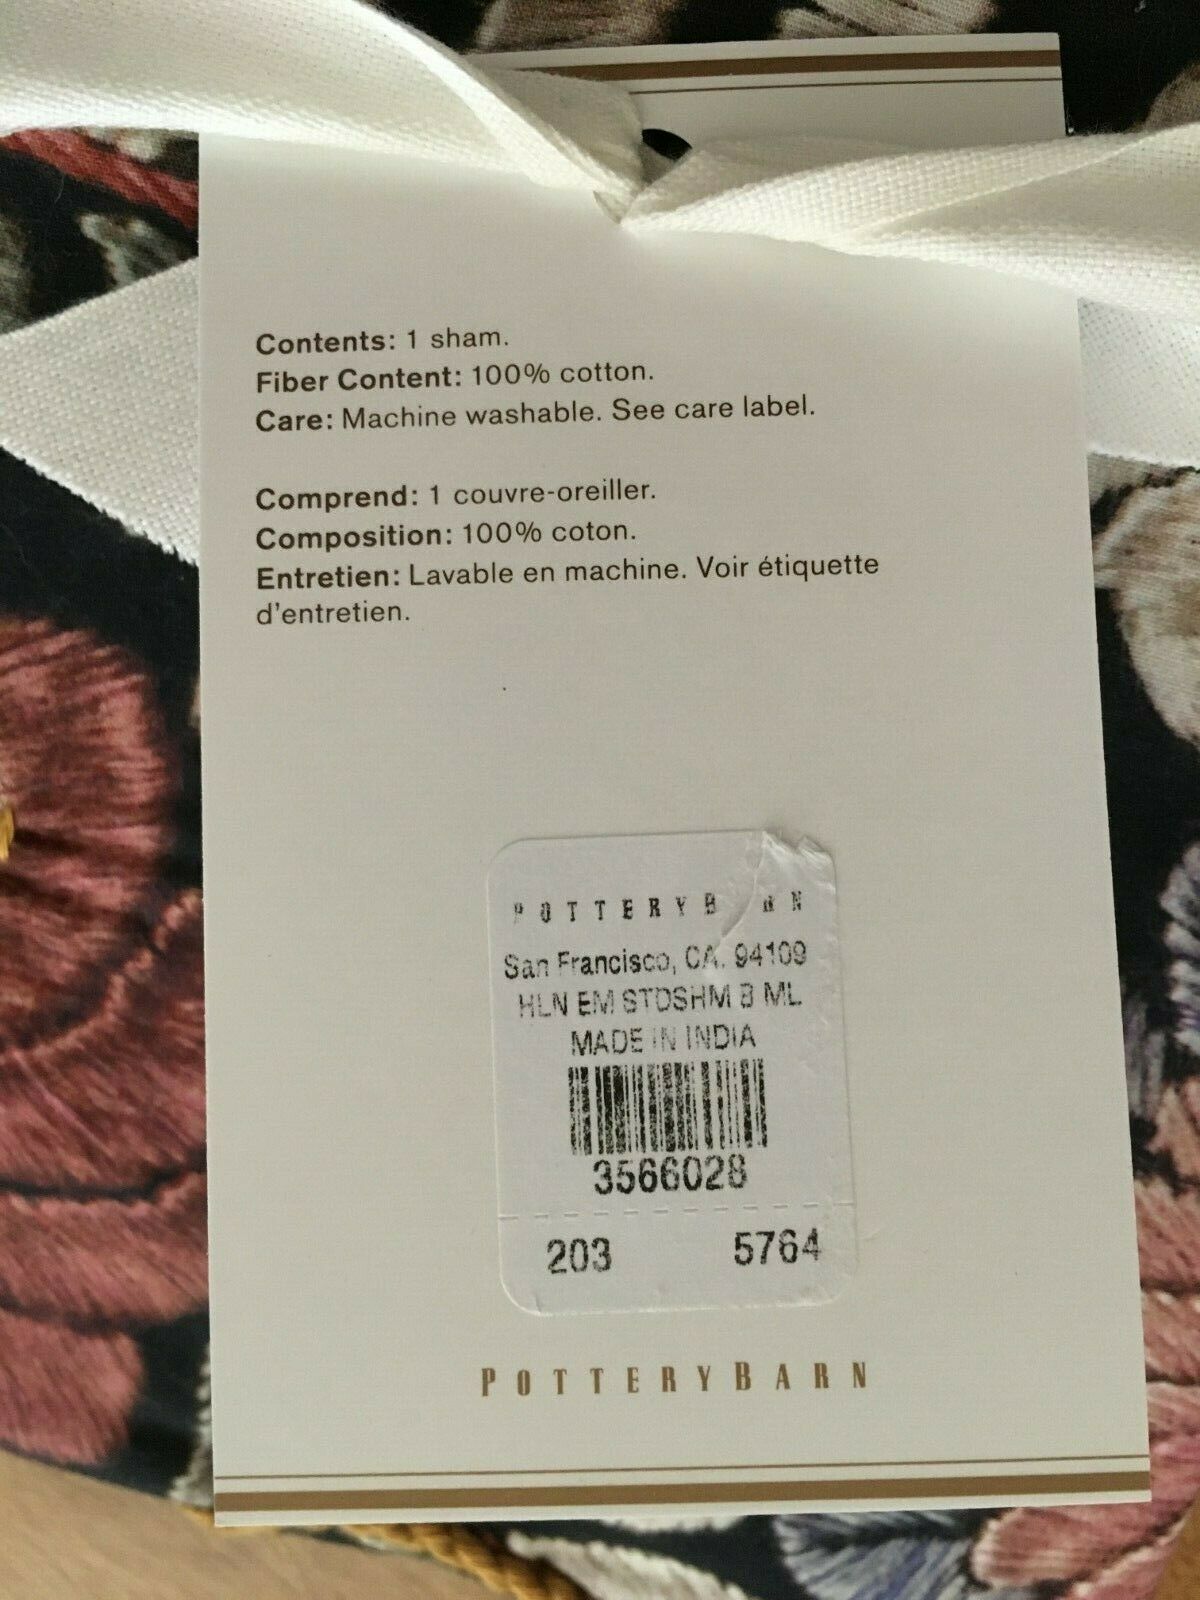 Contents: 1 sham.
Fiber Content: 100% cotton.
Care: Machine washable. See care label.
Comprend: 1 couvre-oreiller.
Composition: 100% coton.
Entretien: Lavable en machine. Voir étiquette
d'entretien.
POTTERYBARN
San Francisco, CA. 94109
HLN EM STDSHM B ML
MADE IN INDIA
3566028
203 5764
POTTERYBARN